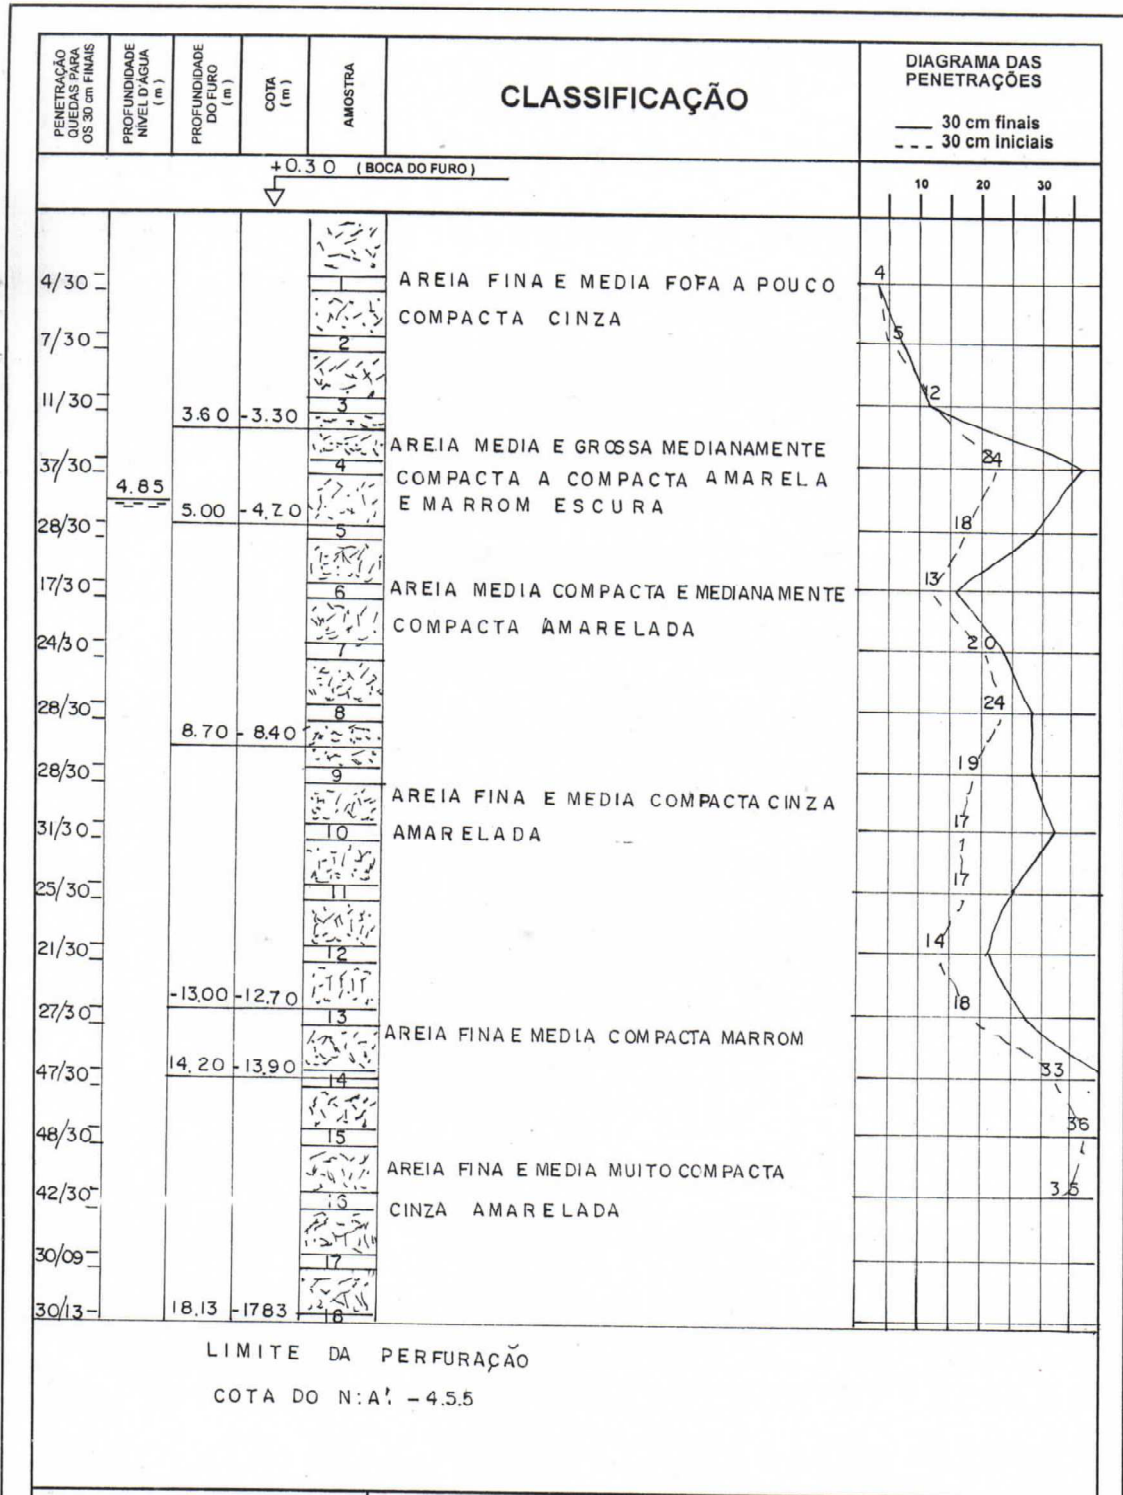 PENETRAÇÃO
QUEDAS PARA
OS 30 cm FINAIS
PROFUNDIDADE
NÍVEL D'ÁGUA
(m)
PROFUNDIDADE
DO FURO
(m)
COTA
(m)
AMOSTRA
CLASSIFICAÇÃO
DIAGRAMA DAS
PENETRAÇÕES
30 cm finais
30 cm iniciais
+0.30 (BOCA DO FURO)
10 20 30
4/30
1
AREIA FINA E MEDIA FOFA A POUCO
4
COMPACTA CINZA
7/30
2
5
11/30
3
12
3.60 -3.30
AREIA MEDIA E GROSSA MEDIANAMENTE
37/30
4
24
COMPACTA A COMPACTA AMARELA
4.85
E MARROM ESCURA
5.00 -4.70
28/30
5
18
17/30
6
AREIA MEDIA COMPACTA E MEDIANAMENTE
13
COMPACTA AMARELADA
24/30
7
20
28/30
8
24
8.70 - 8.40
28/30
9
19
AREIA FINA E MEDIA COMPACTA CINZA
31/30
10
AMARELADA
17
25/30
11
17
21/30
12
14
-13.00 -12.70
27/30
13
18
AREIA FINA E MEDIA COMPACTA MARROM
14,20 -13.90
47/30
14
33
48/30
15
36
AREIA FINA E MEDIA MUITO COMPACTA
42/30
16
35
CINZA AMARELADA
30/09
17
30/13
18,13 -1783
18
LIMITE DA PERFURAÇÃO
COTA DO N.A. -4.5.5